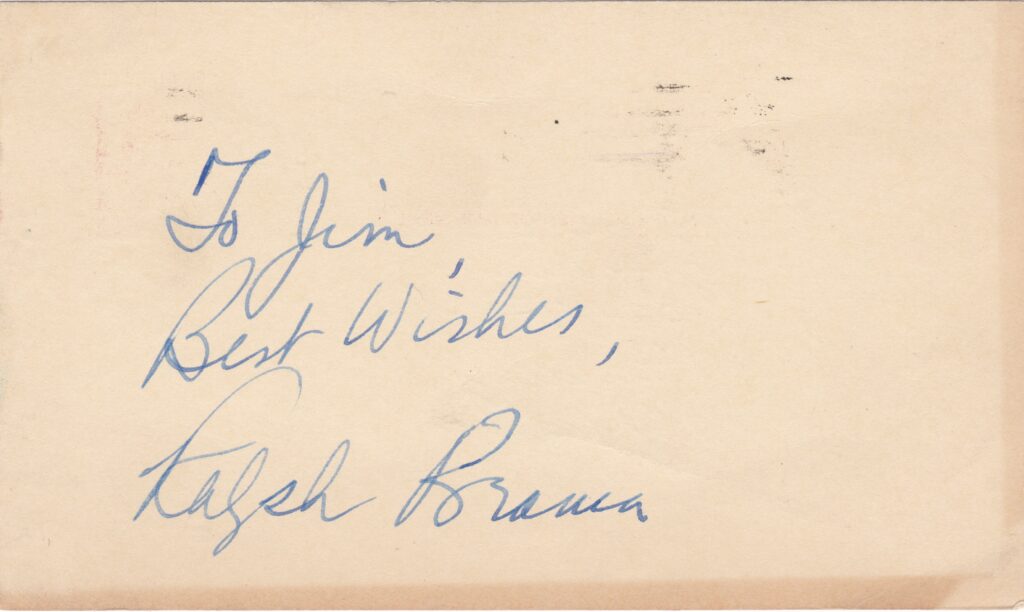 To Jim,
Best Wishes,
Ralph Branca